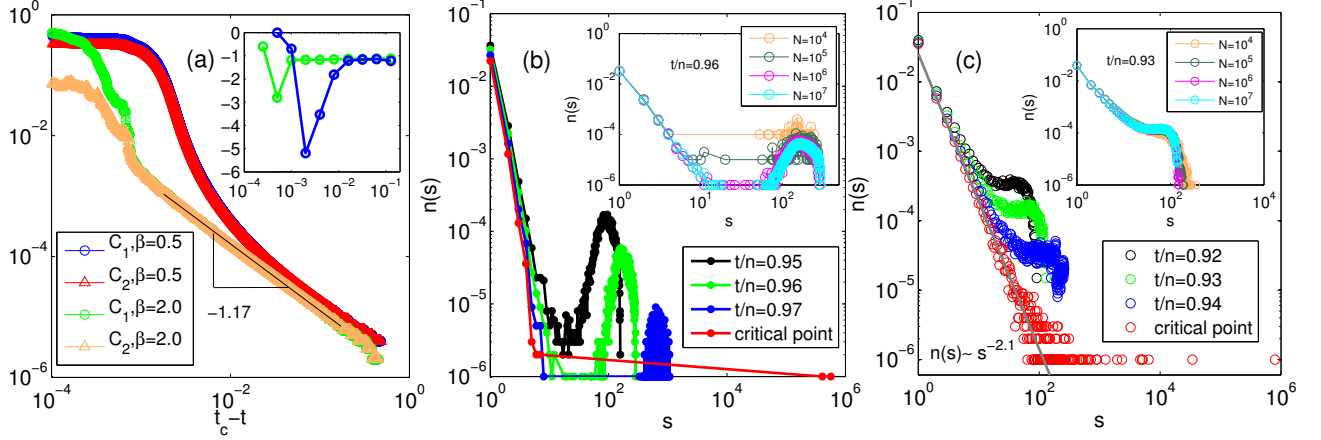 (a)
10^0
10^-2
10^-4
10^-6
10^-4
10^-2
10^0
t_c−t
0
−1
−2
−3
−4
−5
−6
10^-5
10^-3
10^-2
10^-1
−1.17
C_1,β=0.5
C_2,β=0.5
C_1,β=2.0
C_2,β=2.0
(b)
n(s)
10^-1
10^-2
10^-3
10^-4
10^-5
10^-6
10^0
10^2
10^4
10^6
s
t/n=0.96
n(s)
10^0
10^-2
10^-4
10^-6
10^0
10^1
10^2
s
N=10^4
N=10^5
N=10^6
N=10^7
t/n=0.95
t/n=0.96
t/n=0.97
critical point
(c)
n(s)
10^-1
10^-2
10^-3
10^-4
10^-5
10^-6
10^0
10^1
10^2
10^3
10^4
10^5
10^6
s
t/n=0.93
n(s)
10^0
10^-2
10^-4
10^-6
10^0
10^2
10^4
s
N=10^4
N=10^5
N=10^6
N=10^7
t/n=0.92
t/n=0.93
t/n=0.94
critical point
n(s)~ s^−2.1